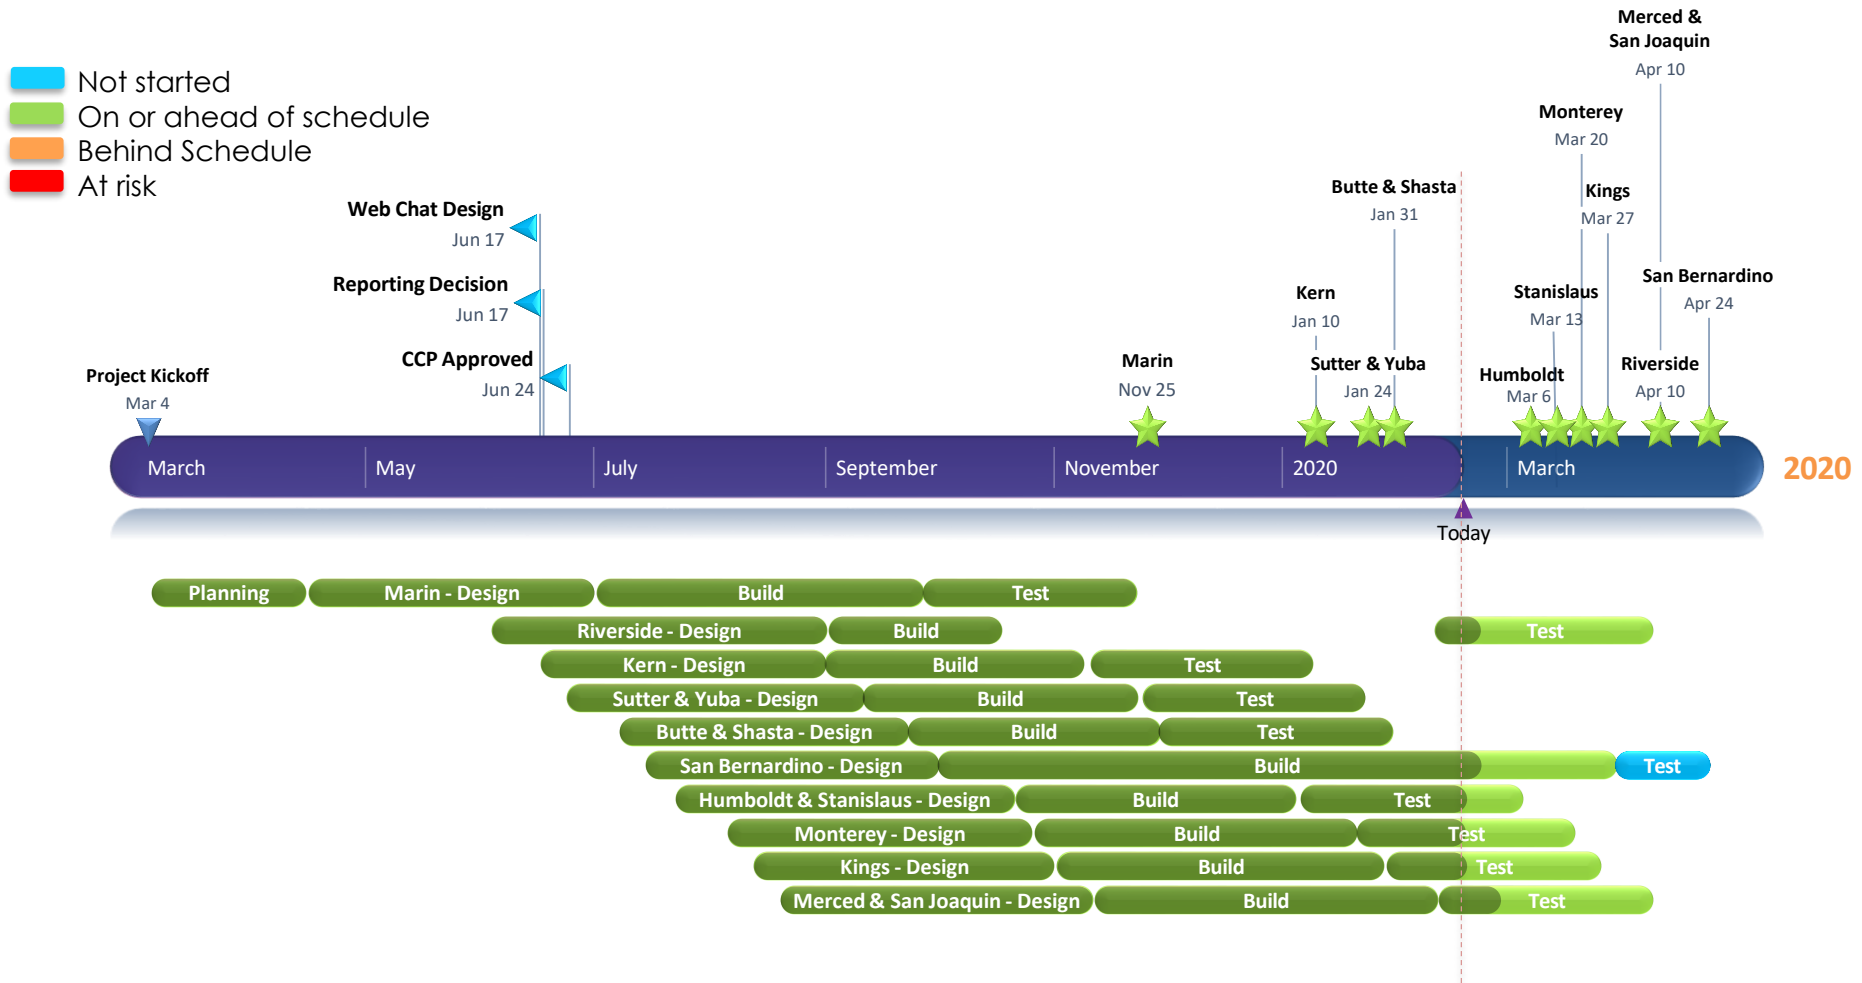 Not started
On or ahead of schedule
Behind Schedule
At risk
Merced &
San Joaquin
Apr 10
Monterey
Mar 20
Kings
Mar 27
Butte & Shasta
Jan 31
Web Chat Design
Jun 17
Reporting Decision
Jun 17
CCP Approved
Jun 24
Project Kickoff
Mar 4
Marin
Nov 25
Kern
Jan 10
Sutter & Yuba
Jan 24
Stanislaus
Mar 13
Humboldt
Mar 6
San Bernardino
Apr 24
Riverside
Apr 10
March May July September November 2020 March 2020
Today
Planning Marin - Design Build Test
Riverside - Design Build Test
Kern - Design Build Test
Sutter & Yuba - Design Build Test
Butte & Shasta - Design Build Test
San Bernardino - Design Build Test
Humboldt & Stanislaus - Design Build Test
Monterey - Design Build Test
Kings - Design Build Test
Merced & San Joaquin - Design Build Test